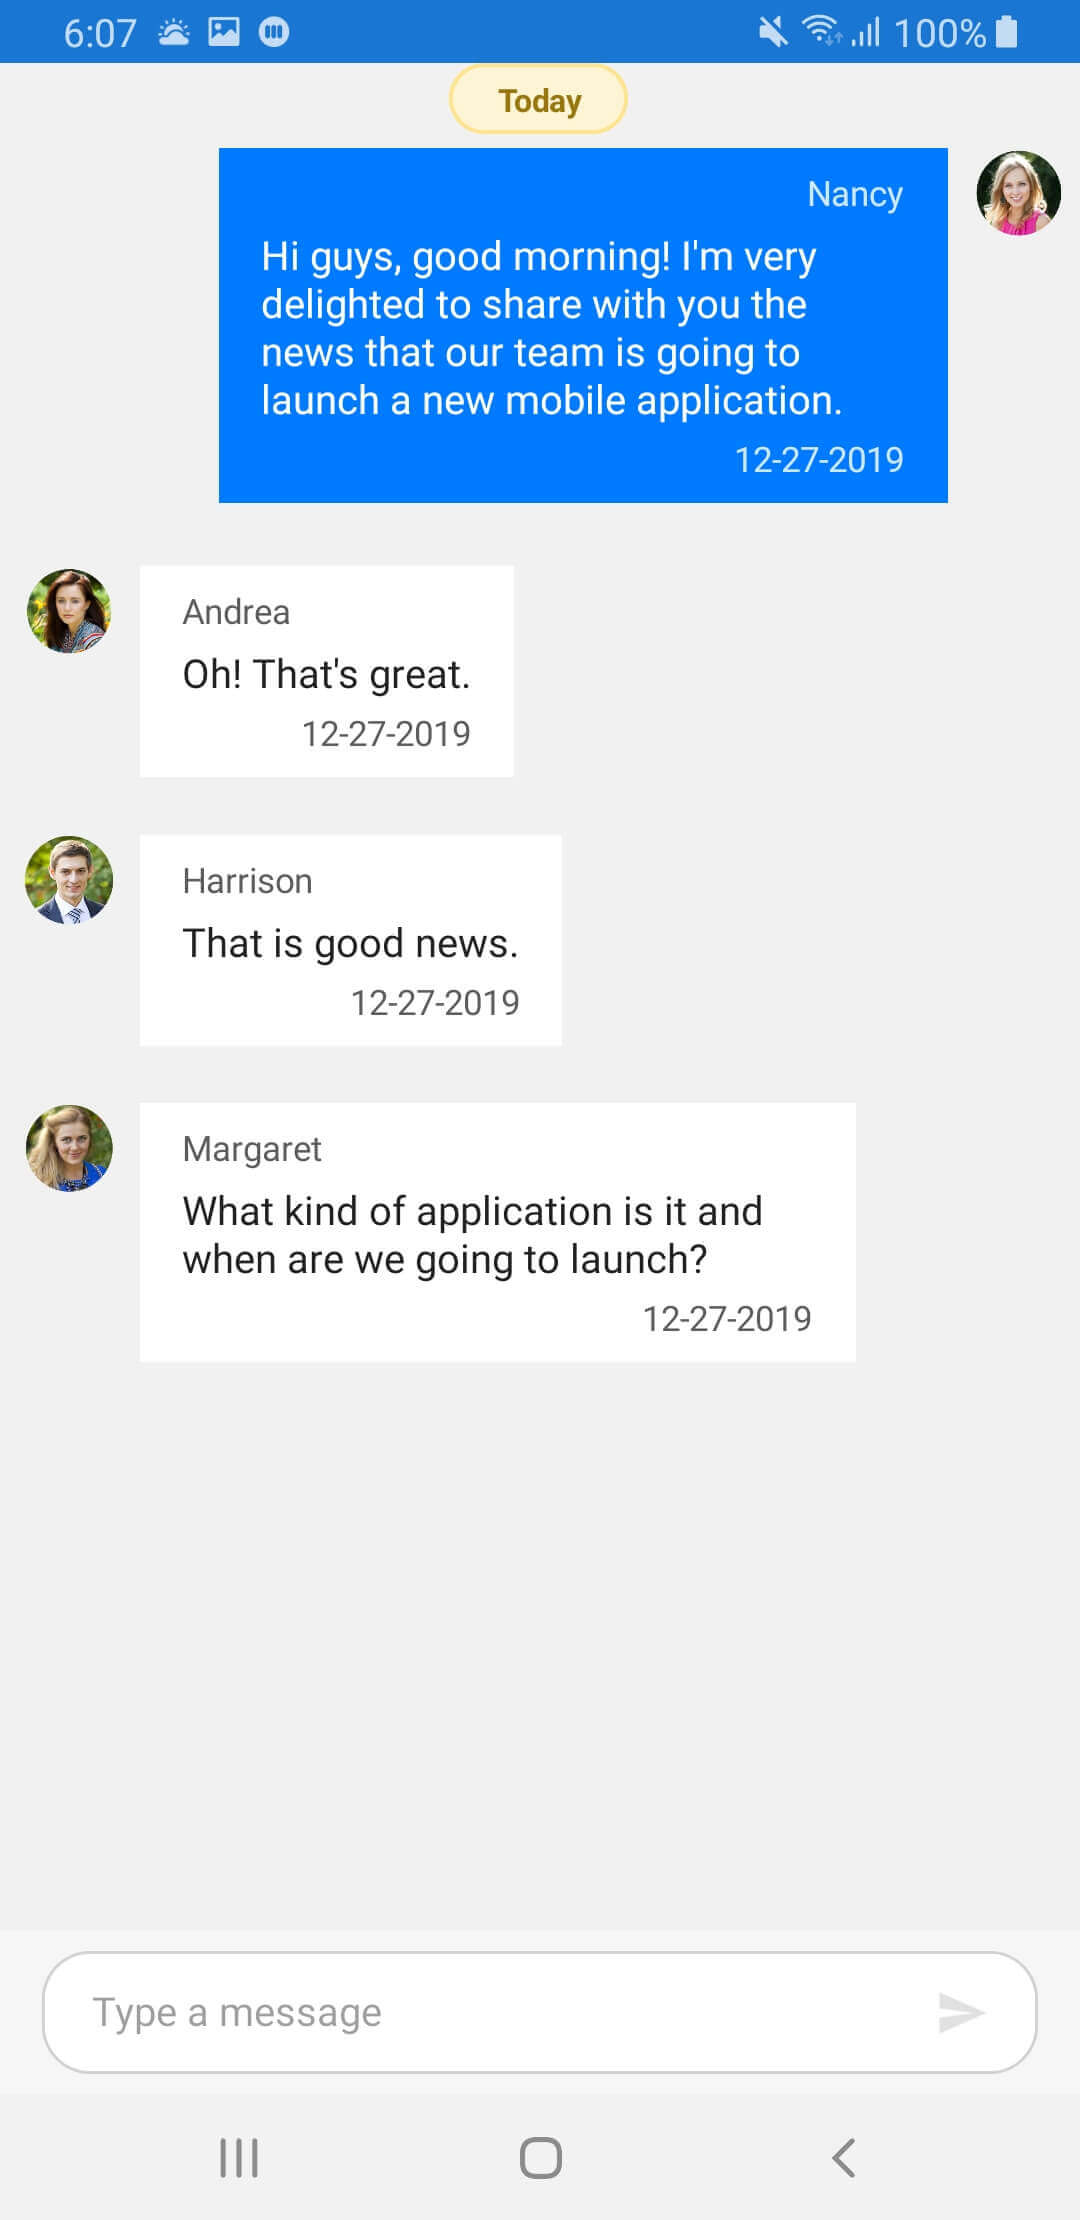 6:07
100%
Today
Nancy
Hi guys, good morning! I'm very
delighted to share with you the
news that our team is going to
launch a new mobile application.
12-27-2019
Andrea
Oh! That's great.
12-27-2019
Harrison
That is good news.
12-27-2019
Margaret
What kind of application is it and
when are we going to launch?
12-27-2019
Type a message